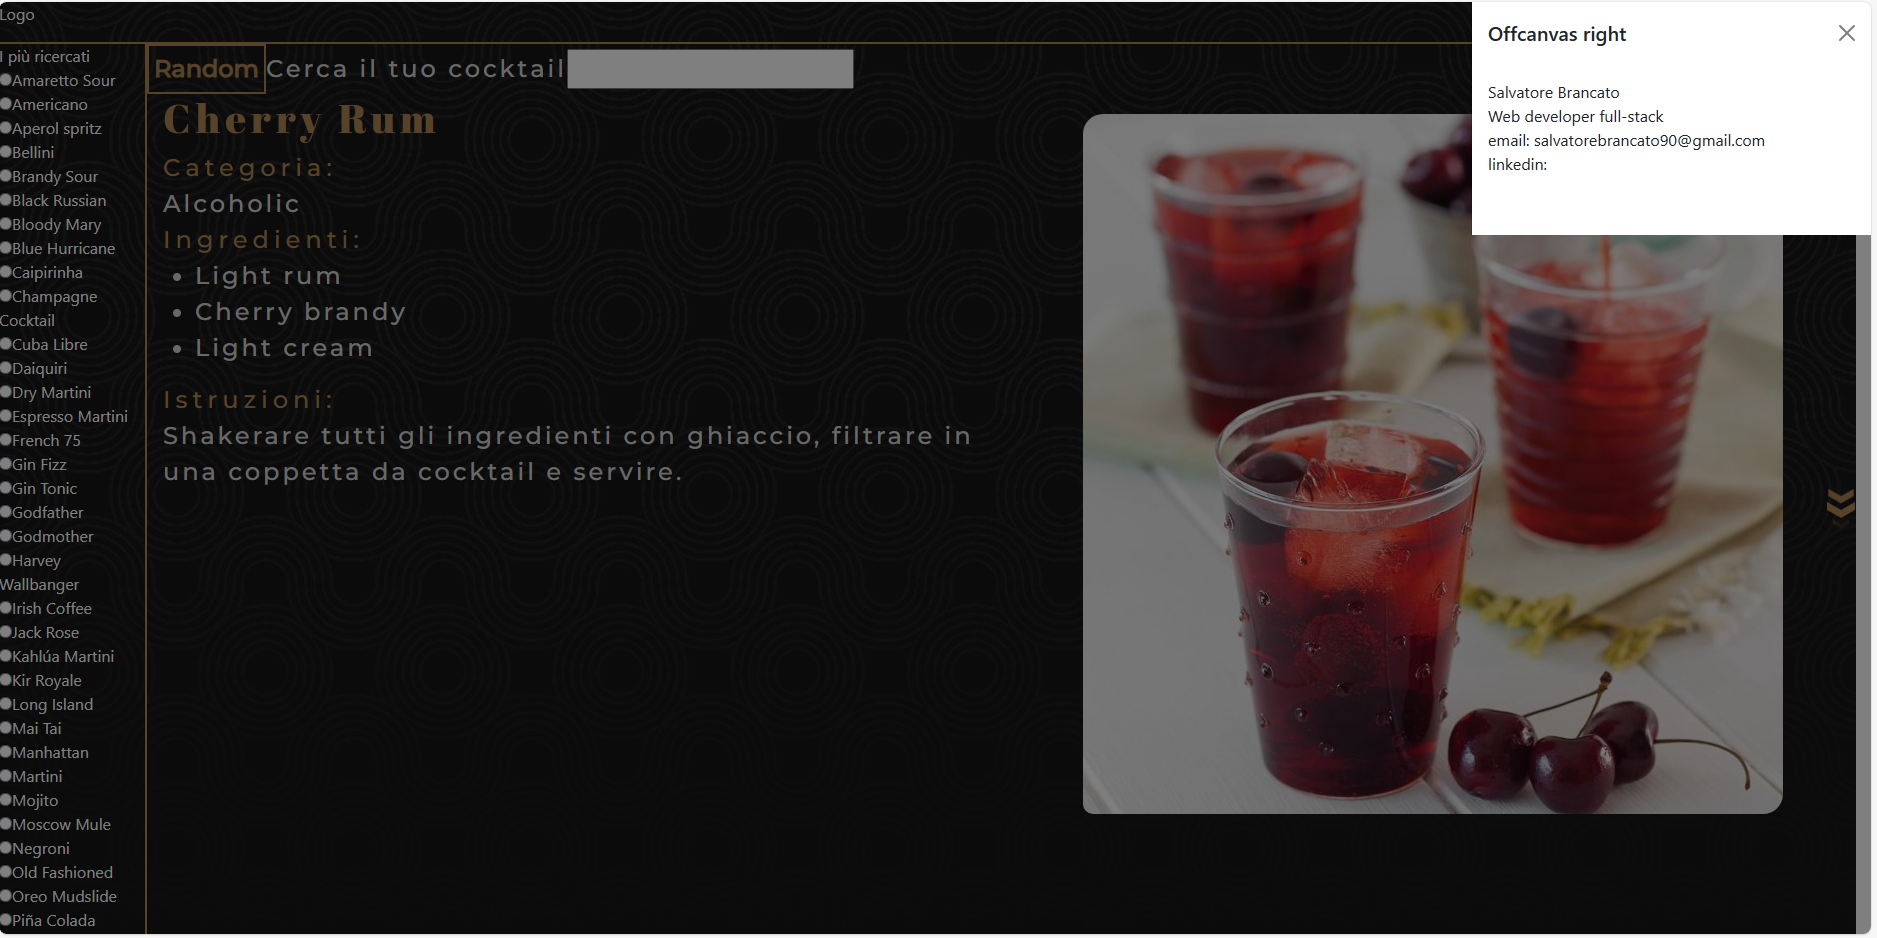 Logo
I più ricercati
Amaretto Sour
Americano
Aperol spritz
Bellini
Brandy Sour
Black Russian
Bloody Mary
Blue Hurricane
Caipirinha
Champagne
Cocktail
Cuba Libre
Daiquiri
Dry Martini
Espresso Martini
French 75
Gin Fizz
Gin Tonic
Godfather
Godmother
Harvey
Wallbanger
Irish Coffee
Jack Rose
Kahlúa Martini
Kir Royale
Long Island
Mai Tai
Manhattan
Martini
Mojito
Moscow Mule
Negroni
Old Fashioned
Oreo Mudslide
Piña Colada
Random Cerca il tuo cocktail
Cherry Rum
Categoria:
Alcoholic
Ingredienti:
• Light rum
• Cherry brandy
• Light cream
Istruzioni:
Shakerare tutti gli ingredienti con ghiaccio, filtrare in
una coppetta da cocktail e servire.
Offcanvas right
Salvatore Brancato
Web developer full-stack
email: salvatorebrancato90@gmail.com
linkedin: